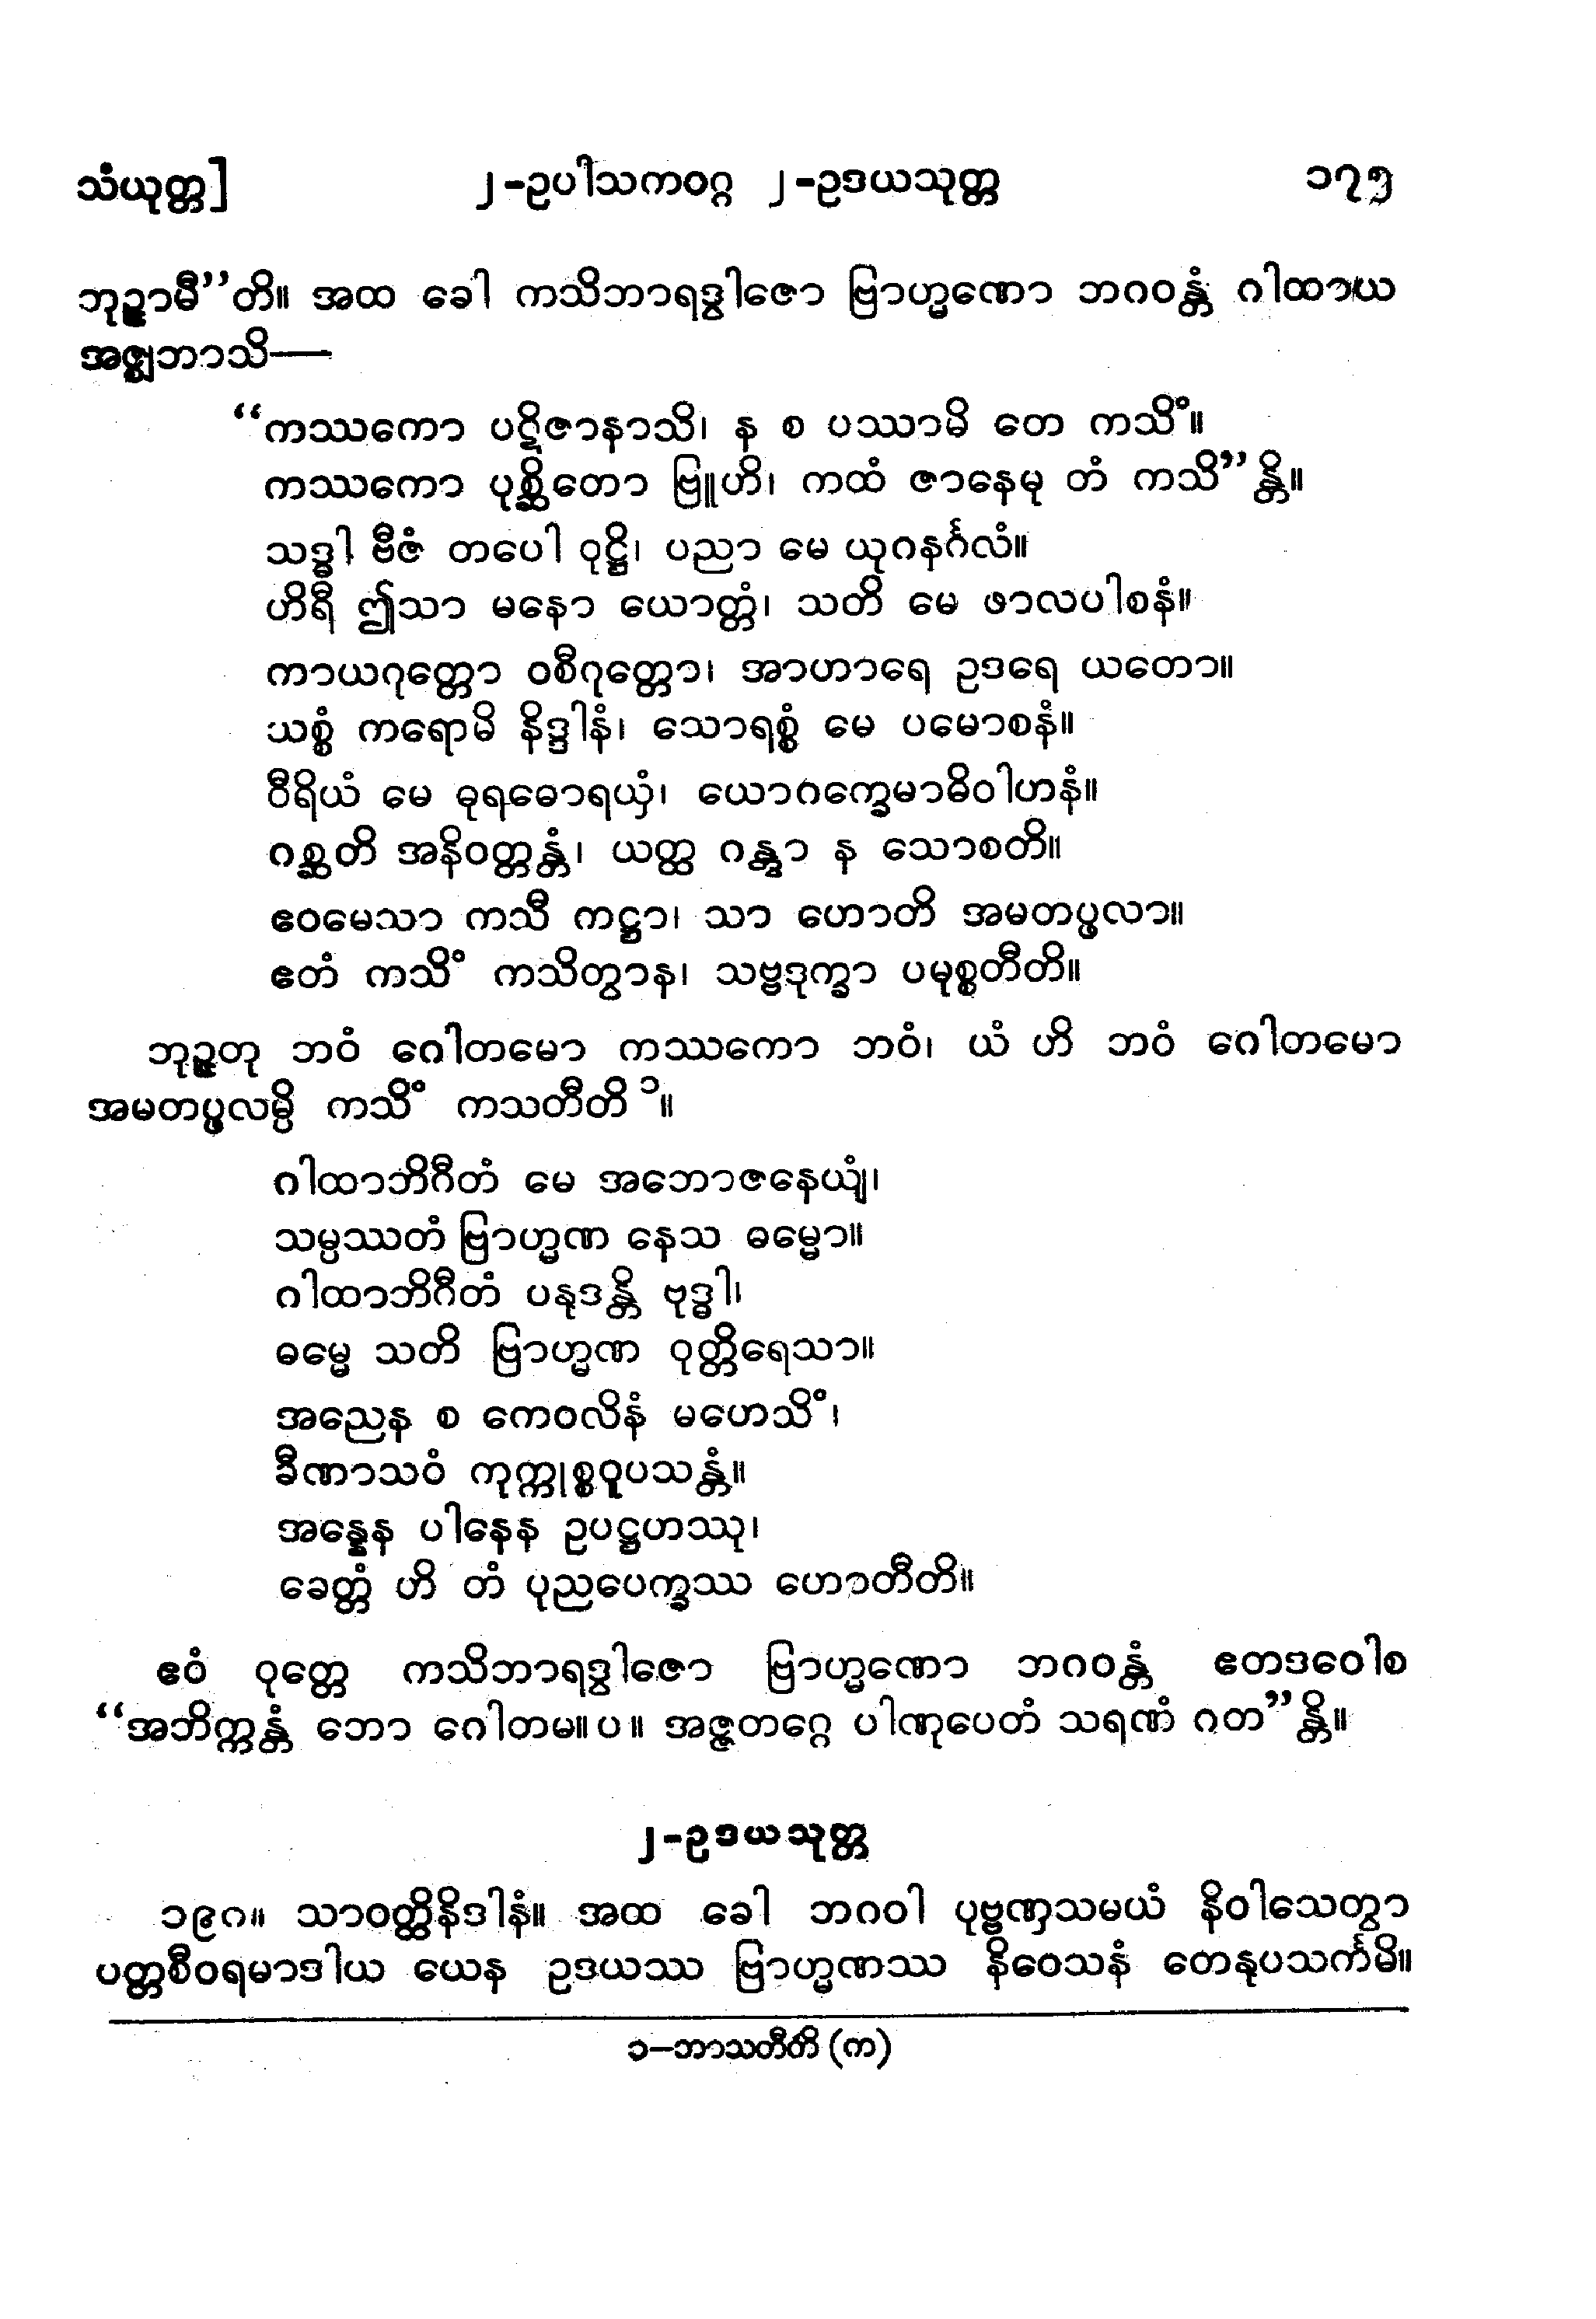 သံယုတ္တ] ၂-ဥပါသကဝဂ္ဂ ၂-ဥဒယသုတ္တ ၁၇၅
ဘုဉ္ဇာမီ”တိ။ အထ ခေါ ကသိဘာရဒွါဇော ဗြာဟ္မဏော ဘဂဝန္တံ ဂါထာယ
အဇ္ဈဘာသိ—
“ကဿကော ပဋိဇာနာသိ၊ န စ ပဿာမိ တေ ကသိံ။
ကဿကော ပုစ္ဆိတော ဗြူဟိ၊ ကထံ ဇာနေမု တံ ကသိ”န္တိ။
သဒ္ဓါ ဗီဇံ တပေါ ဝုဋ္ဌိ၊ ပညာ မေ ယုဂနင်္ဂလံ။
ဟိရီ ဤသာ မနော ယောတ္တံ၊ သတိ မေ ဖာလပါစနံ။
ကာယဂုတ္တော ဝစီဂုတ္တော၊ အာဟာရေ ဥဒရေ ယတော။
သစ္စံ ကရောမိ နိဒ္ဒါနံ၊ သောရစ္စံ မေ ပမောစနံ။
ဝီရိယံ မေ ဓုရဓောရယှံ၊ ယောဂက္ခေမာဓိဝါဟနံ။
ဂစ္ဆတိ အနိဝတ္တန္တံ၊ ယတ္ထ ဂန္တွာ န သောစတိ။
ဧဝမေသာ ကသီ ကဋ္ဌာ၊ သာ ဟောတိ အမတပ္ဖလာ။
ဧတံ ကသိံ ကသိတွာန၊ သဗ္ဗဒုက္ခာ ပမုစ္စတီတိ။
ဘုဉ္ဇတု ဘဝံ ဂေါတမော ကဿကော ဘဝံ၊ ယံ ဟိ ဘဝံ ဂေါတမော
အမတပ္ဖလမ္ပိ ကသိံ ကသတီတိ ၁။
ဂါထာဘိဂီတံ မေ အဘောဇနေယျံ၊
သမ္ပဿတံ ဗြာဟ္မဏ နေသ ဓမ္မော။
ဂါထာဘိဂီတံ ပနုဒန္တိ ဗုဒ္ဓါ၊
ဓမ္မေ သတိ ဗြာဟ္မဏ ဝုတ္တိရေသာ။
အညေန စ ကေဝလိနံ မဟေသိံ၊
ခီဏာသဝံ ကုက္ကုစ္စဝူပသန္တံ။
အန္နေန ပါနေန ဥပဋ္ဌဟဿု၊
ခေတ္တံ ဟိ တံ ပုညပေက္ခဿ ဟောတီတိ။
ဧဝံ ဝုတ္တေ ကသိဘာရဒွါဇော ဗြာဟ္မဏော ဘဂဝန္တံ ဧတဒဝေါစ
“အဘိက္ကန္တံ ဘော ဂေါတမ။ပ။ အဇ္ဇတဂ္ဂေ ပါဏုပေတံ သရဏံ ဂတ”န္တိ။
၂-ဥဒယသုတ္တ
၁၉၈။ သာဝတ္ထိနိဒါနံ။ အထ ခေါ ဘဂဝါ ပုဗ္ဗဏှသမယံ နိဝါသေတွာ
ပတ္တစီဝရမာဒါယ ယေန ဥဒယဿ ဗြာဟ္မဏဿ နိဝေသနံ တေနုပသင်္ကမိ။
၁–ဘာသတီတိ (က)